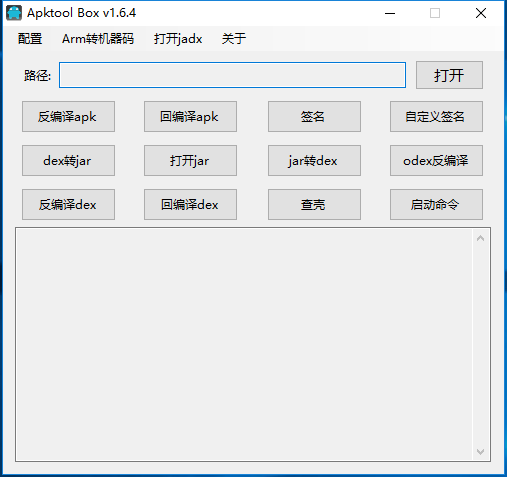 Apktool Box v1.6.4
配置 Arm转机器码 打开jadx 关于
路径: 打开
反编译apk 回编译apk 签名 自定义签名
dex转jar 打开jar jar转dex odex反编译
反编译dex 回编译dex 查壳 启动命令